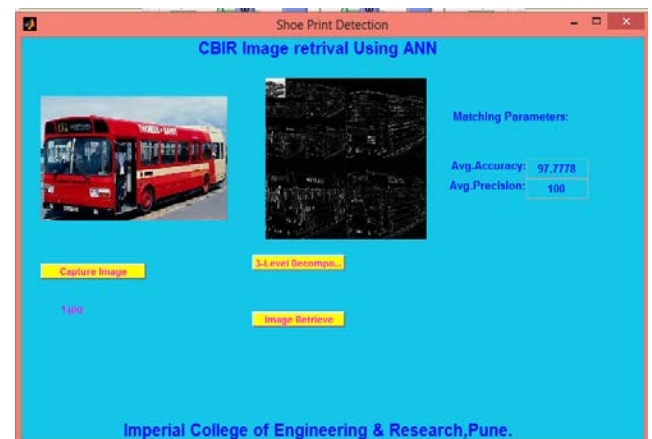 Shoe Print Detection
CBIR Image retrival Using ANN
Matching Parameters:
Avg.Accuracy: 97.7778
Avg.Precision: 100
Capture Image
3-Level Decompo...
1.jpg
Image Retrieve
Imperial College of Engineering & Research,Pune.